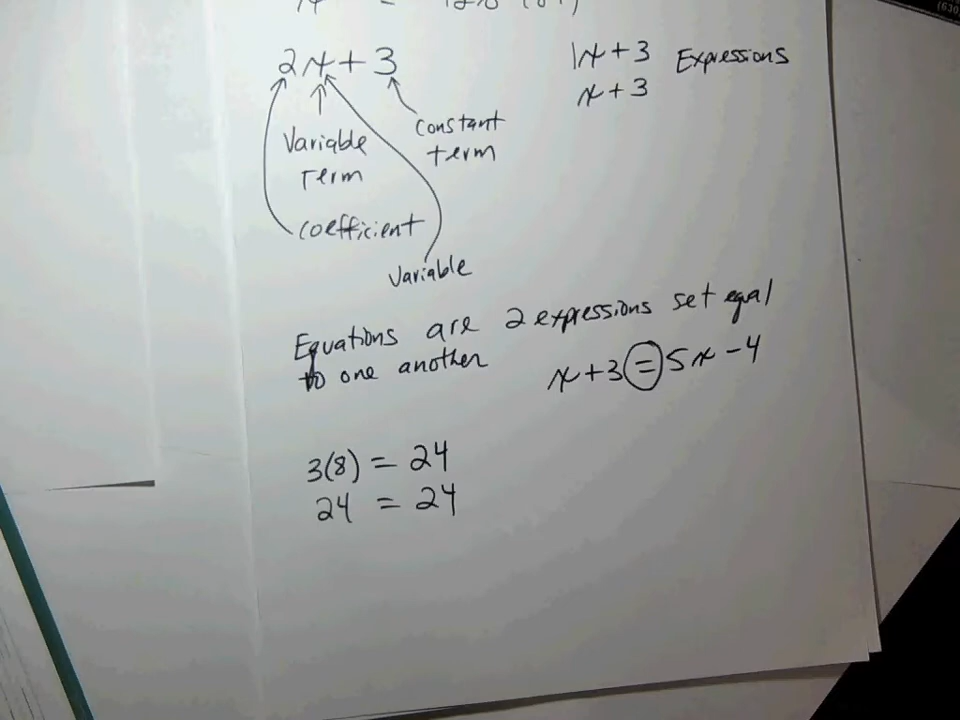 2x + 3
1x + 3 Expressions
x + 3
Variable
Term
Constant
term
Coefficient
Variable
Equations are 2 expressions set eqal
to one another
x + 3 = 5x - 4
3(8) = 24
24 = 24